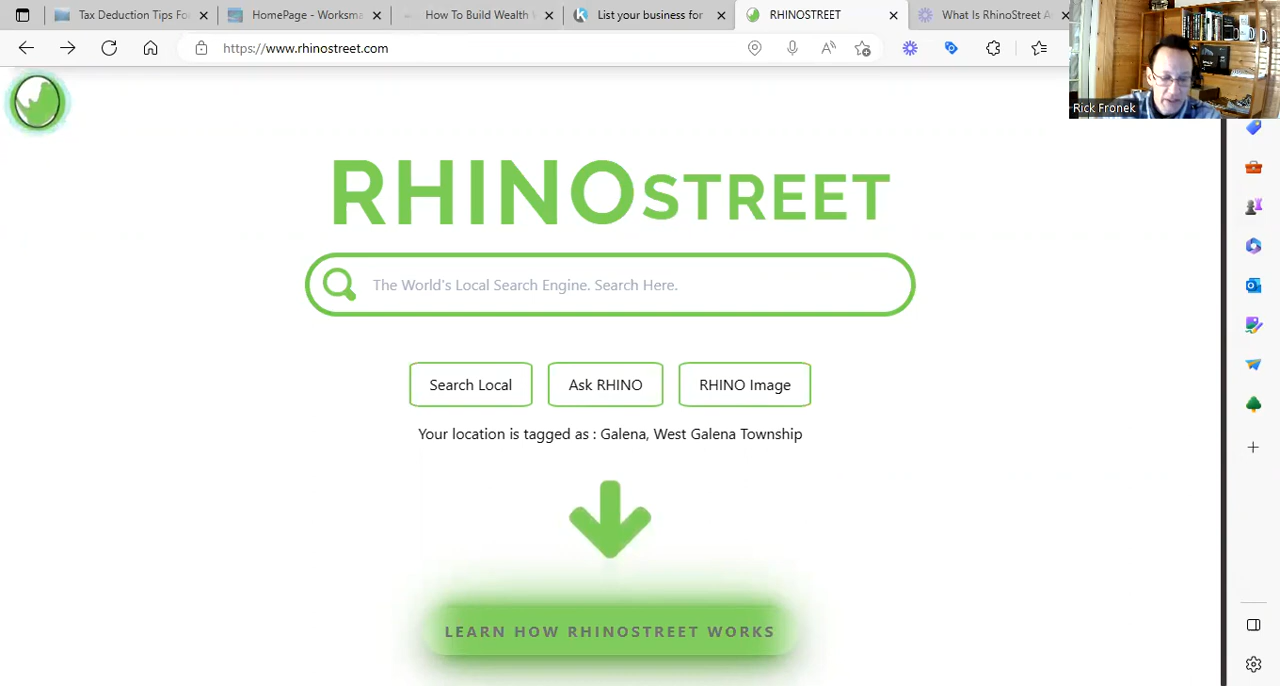 Tax Deduction Tips Fo
HomePage - Worksma
How To Build Wealth
List your business for
RHINOSTREET
What Is RhinoStreet A
https://www.rhinostreet.com
Rick Fronek
RHINOSTREET
The World's Local Search Engine. Search Here.
Search Local
Ask RHINO
RHINO Image
Your location is tagged as : Galena, West Galena Township
LEARN HOW RHINOSTREET WORKS